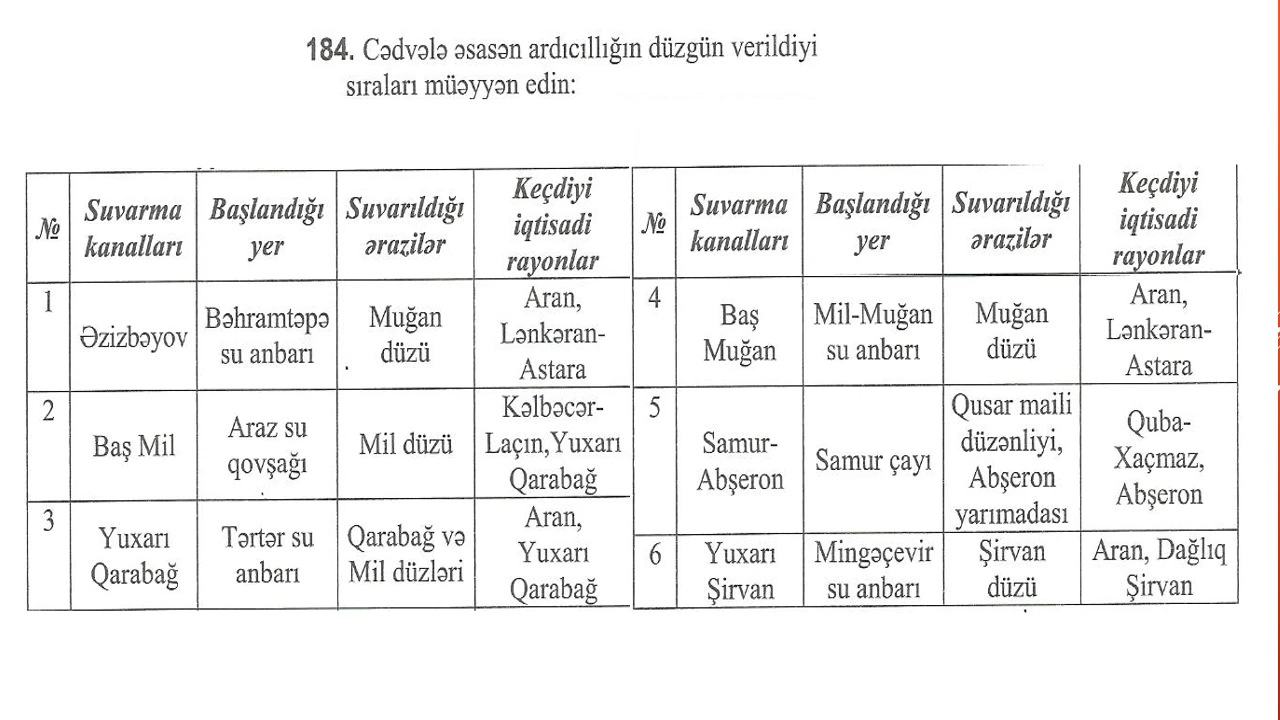 184. Cədvələ əsasən ardıcıllığın düzgün verildiyi
sıraları müəyyən edin:
№
Suvarma
kanalları
Başlandığı
yer
Suvarıldığı
ərazilər
Keçdiyi
iqtisadi
rayonlar
1
Əzizbəyov
Bəhramtəpə
su anbarı
Muğan
düzü
Aran,
Lənkəran-
Astara
2
Baş Mil
Araz su
qovşağı
Mil düzü
Kəlbəcər-
Laçın,Yuxarı
Qarabağ
3
Yuxarı
Qarabağ
Tərtər su
anbarı
Qarabağ və
Mil düzləri
Aran,
Yuxarı
Qarabağ
№
Suvarma
kanalları
Başlandığı
yer
Suvarıldığı
ərazilər
Keçdiyi
iqtisadi
rayonlar
4
Baş
Muğan
Mil-Muğan
su anbarı
Muğan
düzü
Aran,
Lənkəran-
Astara
5
Samur-
Abşeron
Samur çayı
Qusar maili
düzənliyi,
Abşeron
yarımadası
Quba-
Xaçmaz,
Abşeron
6
Yuxarı
Şirvan
Mingəçevir
su anbarı
Şirvan
düzü
Aran, Dağlıq
Şirvan